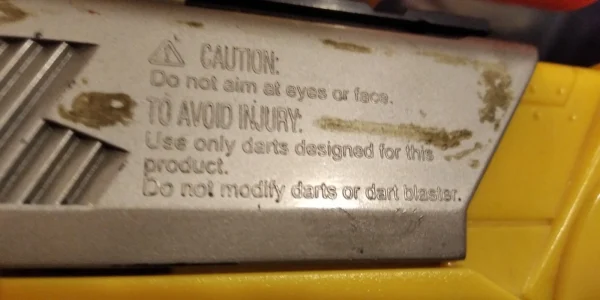 CAUTION:
Do not aim at eyes or face.
TO AVOID INJURY:
Use only darts designed for this
product.
Do not modify darts or dart blaster.